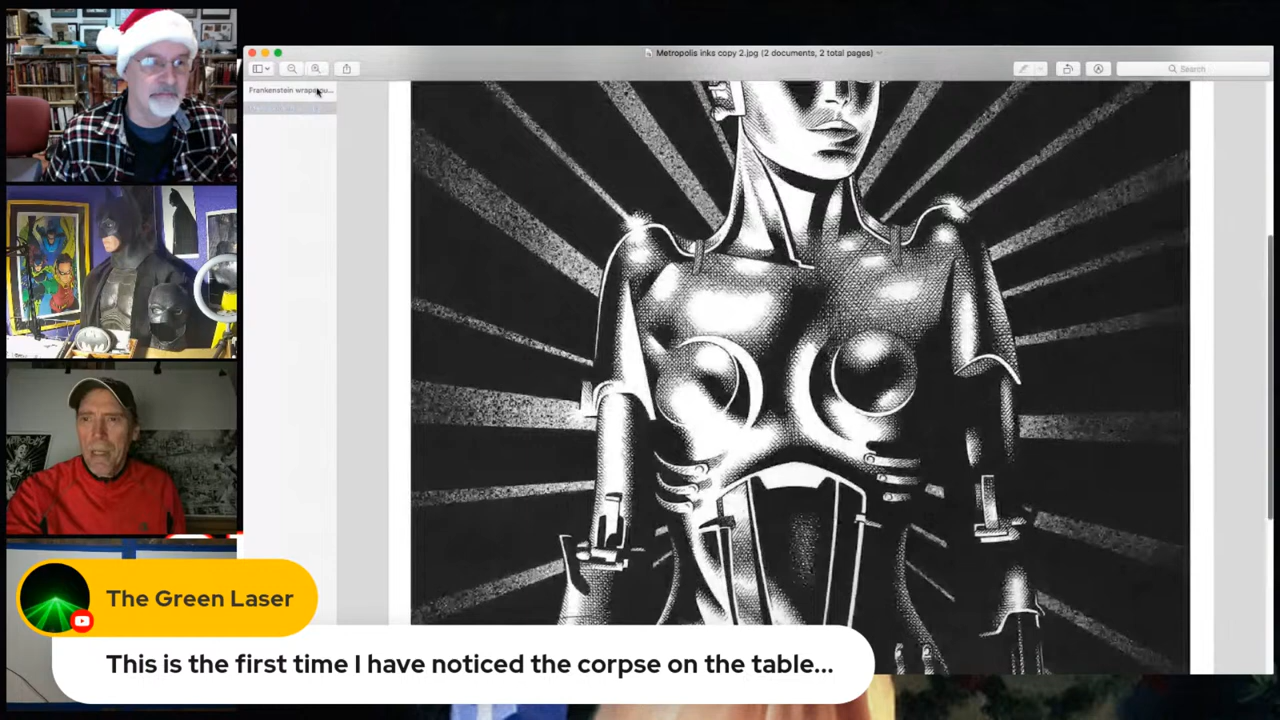 Metropolis inks copy 2.jpg (2 documents, 2 total pages)
Search
Frankenstein
The Green Laser
This is the first time I have noticed the corpse on the table...